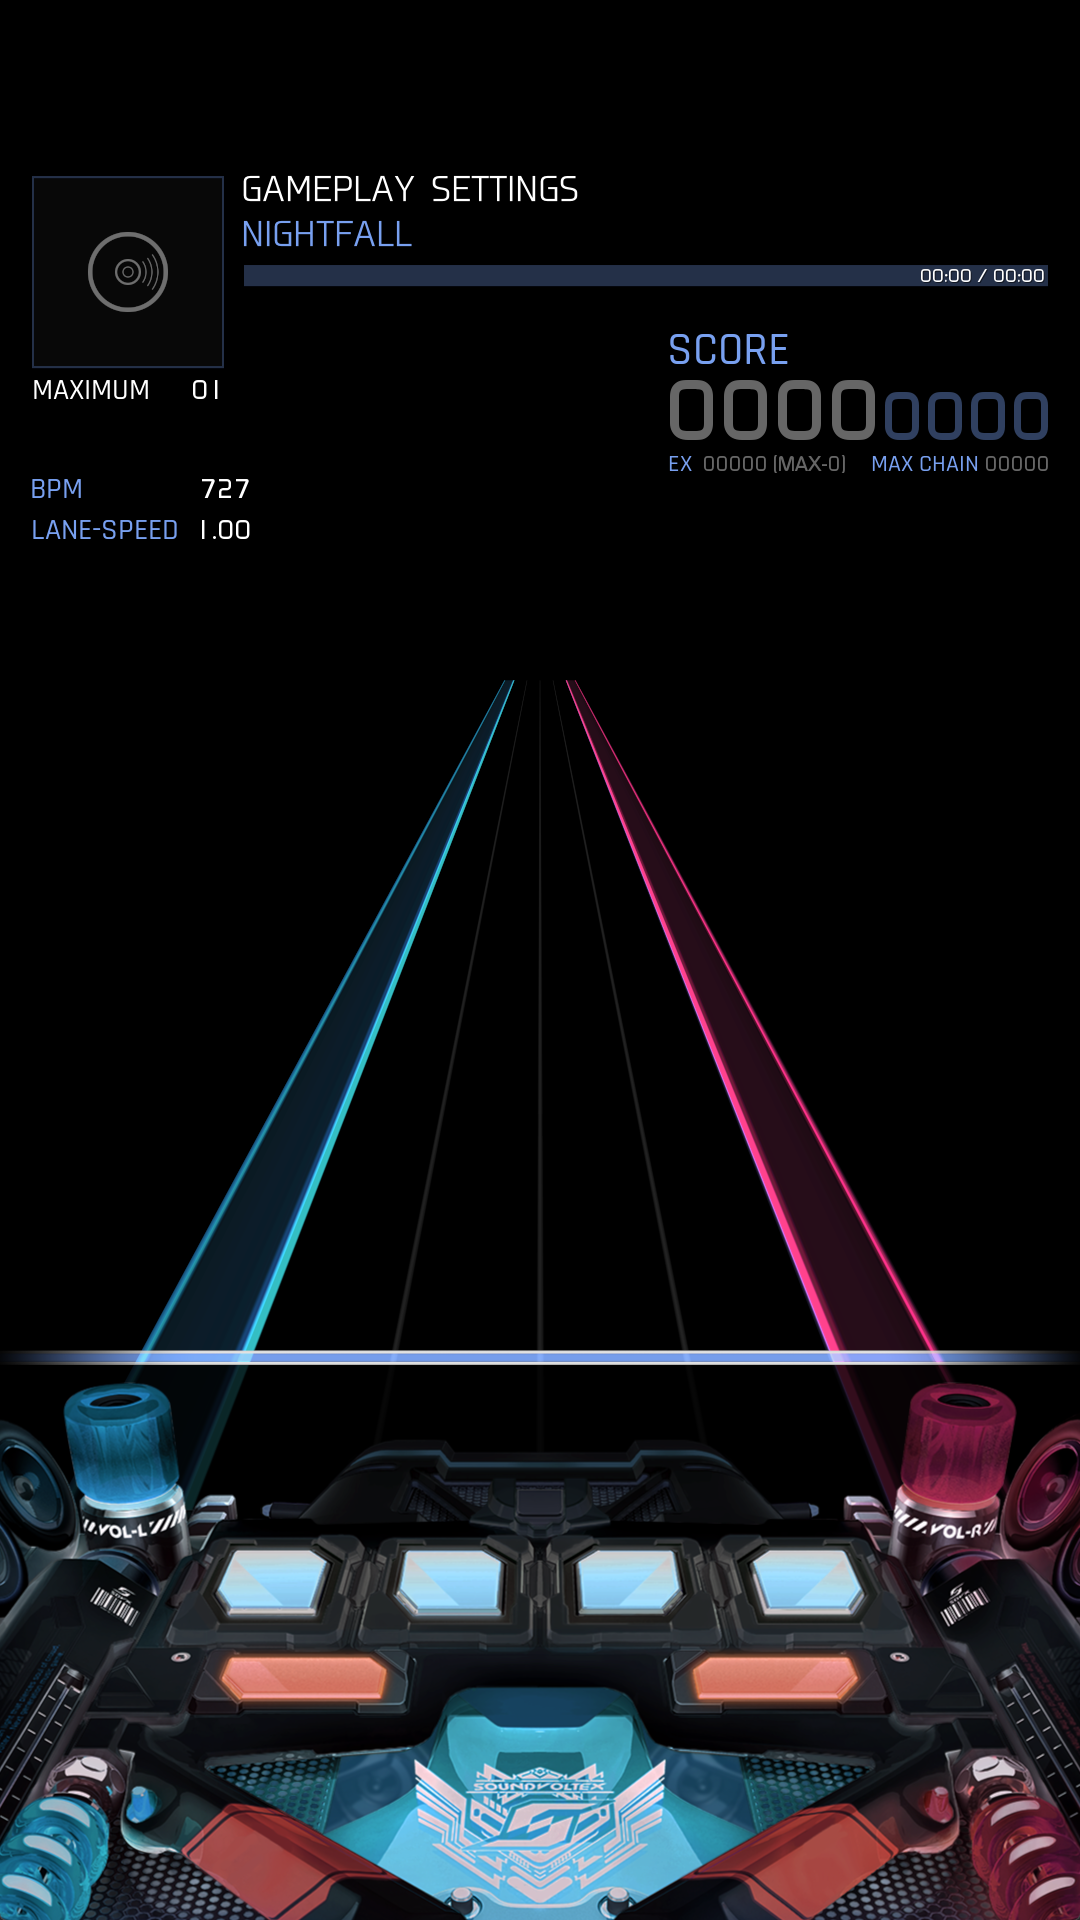 GAMEPLAY SETTINGS
NIGHTFALL
00:00 / 00:00
MAXIMUM 01
SCORE
00000000
EX 00000 (MAX-0) MAX CHAIN 00000
BPM 727
LANE-SPEED 1.00
VOL-L
VOL-R
SOUND VOLTEX